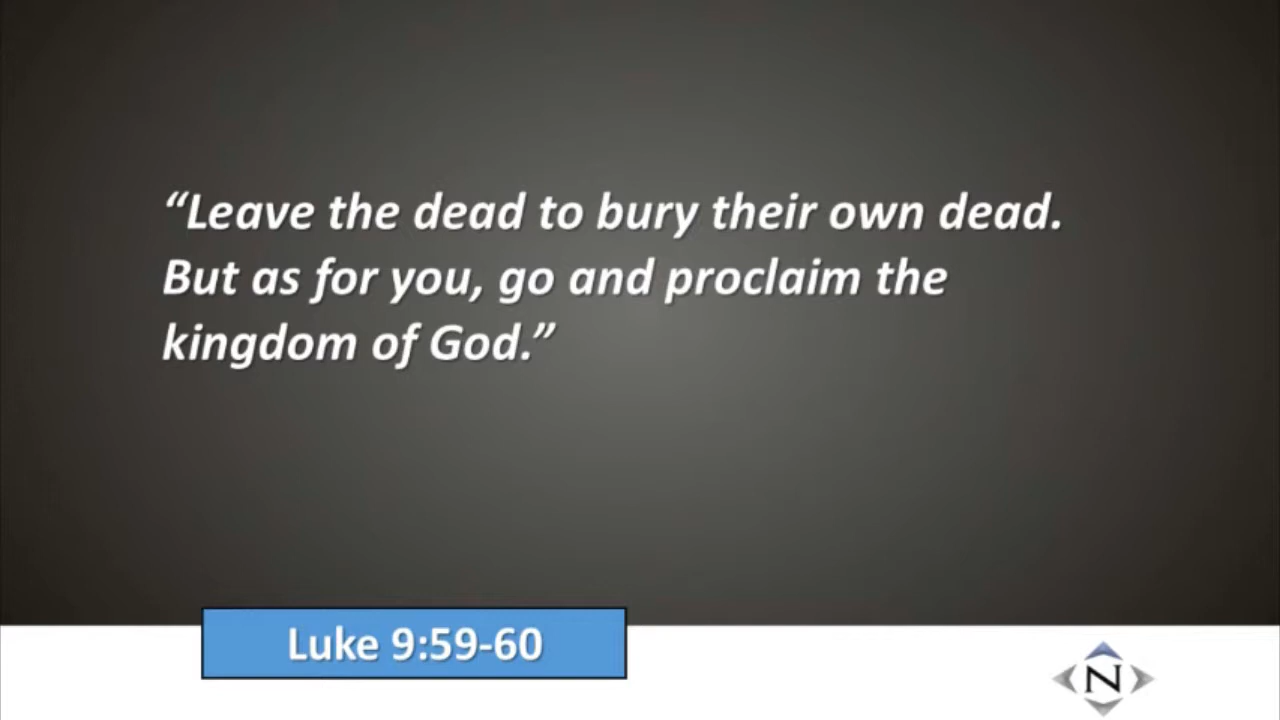 “Leave the dead to bury their own dead.
But as for you, go and proclaim the
kingdom of God.”
Luke 9:59-60
N